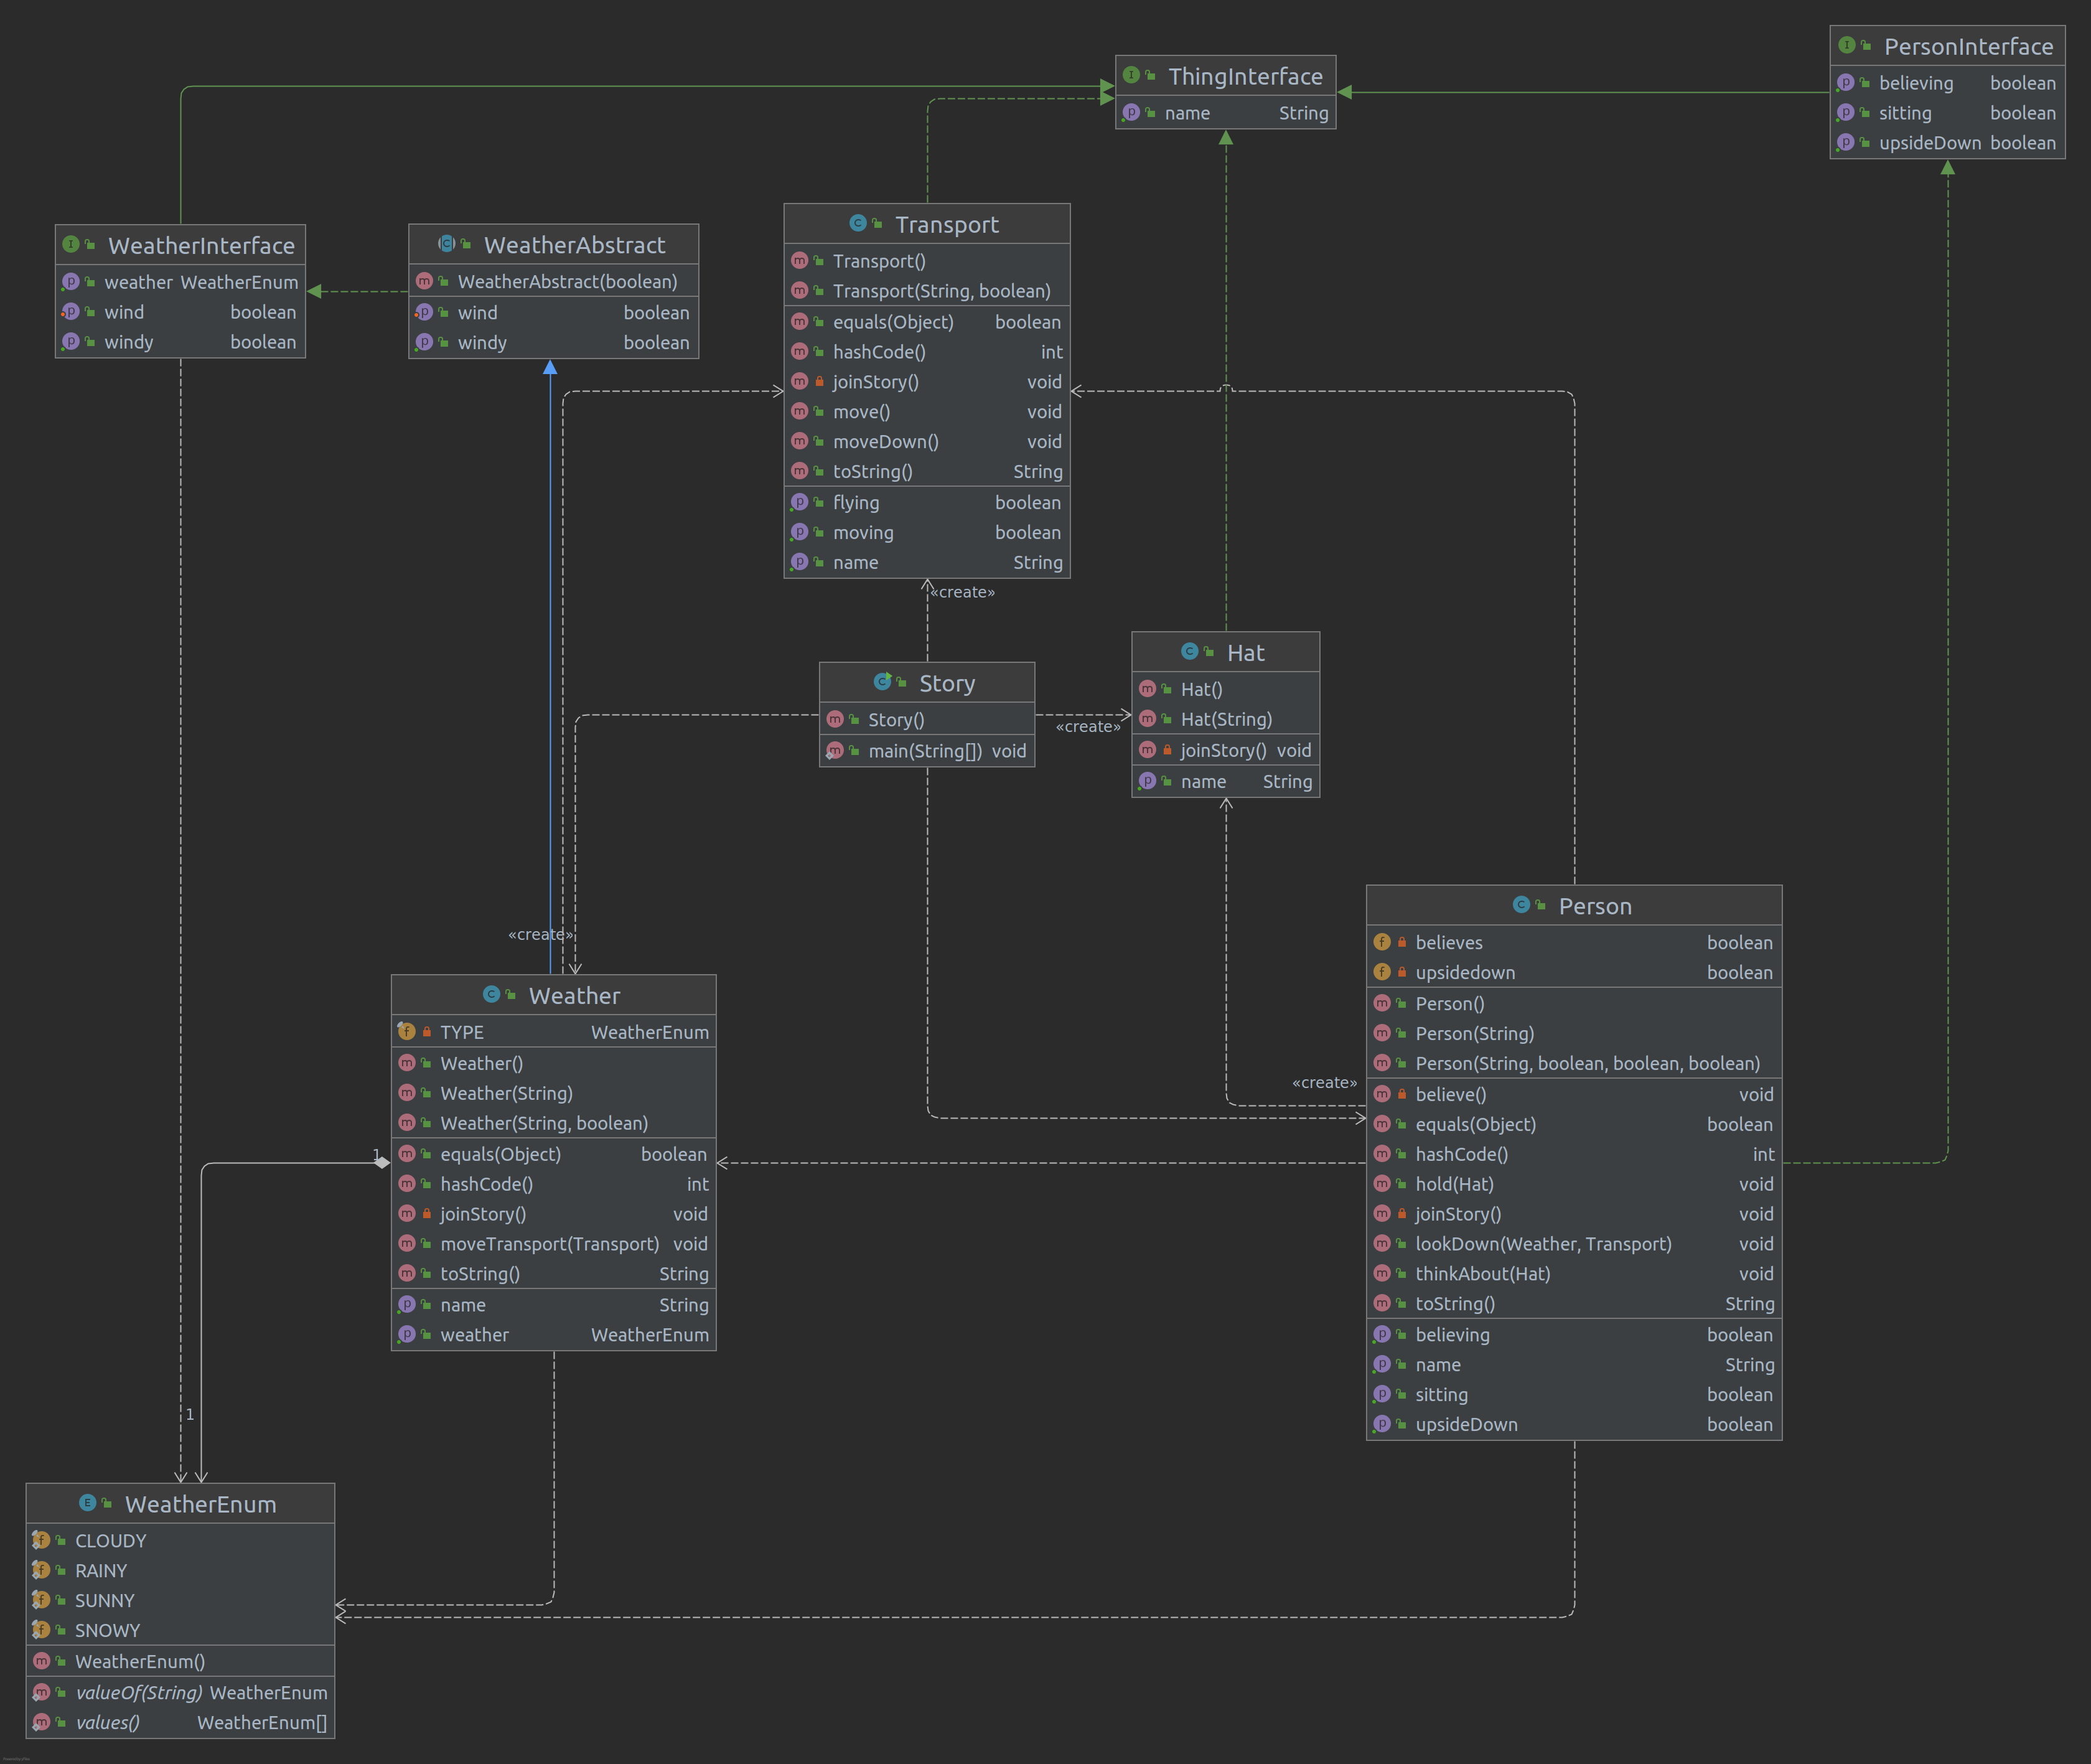 ThingInterface
name String
PersonInterface
believing boolean
sitting boolean
upsideDown boolean
WeatherInterface
weather WeatherEnum
wind boolean
windy boolean
WeatherAbstract
WeatherAbstract(boolean)
wind boolean
windy boolean
Transport
Transport()
Transport(String, boolean)
equals(Object) boolean
hashCode() int
joinStory() void
move() void
moveDown() void
toString() String
flying boolean
moving boolean
name String
«create»
Story
Story()
main(String[]) void
«create»
Hat
Hat()
Hat(String)
joinStory() void
name String
«create»
Weather
TYPE WeatherEnum
Weather()
Weather(String)
Weather(String, boolean)
equals(Object) boolean
hashCode() int
joinStory() void
moveTransport(Transport) void
toString() String
name String
weather WeatherEnum
«create»
Person
believes boolean
upsidedown boolean
Person()
Person(String)
Person(String, boolean, boolean, boolean)
believe() void
equals(Object) boolean
hashCode() int
hold(Hat) void
joinStory() void
lookDown(Weather, Transport) void
thinkAbout(Hat) void
toString() String
believing boolean
name String
sitting boolean
upsideDown boolean
1
1
WeatherEnum
CLOUDY
RAINY
SUNNY
SNOWY
WeatherEnum()
valueOf(String) WeatherEnum
values() WeatherEnum[]